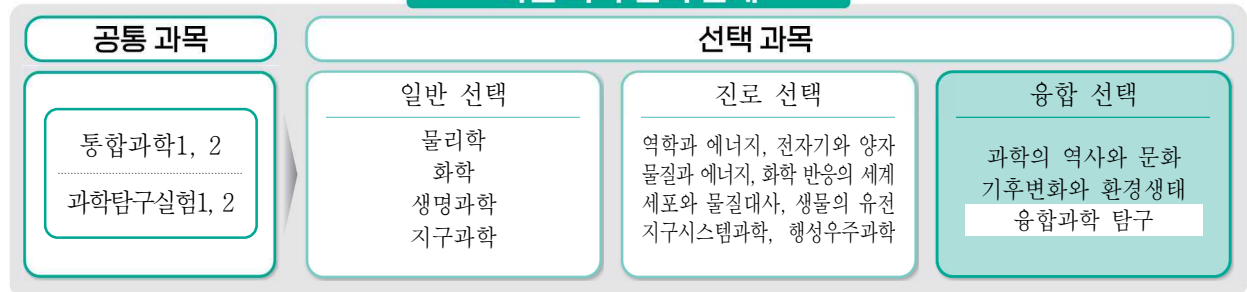 공통 과목
선택 과목
통합과학1, 2
과학탐구실험1, 2
일반 선택
물리학
화학
생명과학
지구과학
진로 선택
역학과 에너지, 전자기와 양자
물질과 에너지, 화학 반응의 세계
세포와 물질대사, 생물의 유전
지구시스템과학, 행성우주과학
융합 선택
과학의 역사와 문화
기후변화와 환경생태
융합과학 탐구